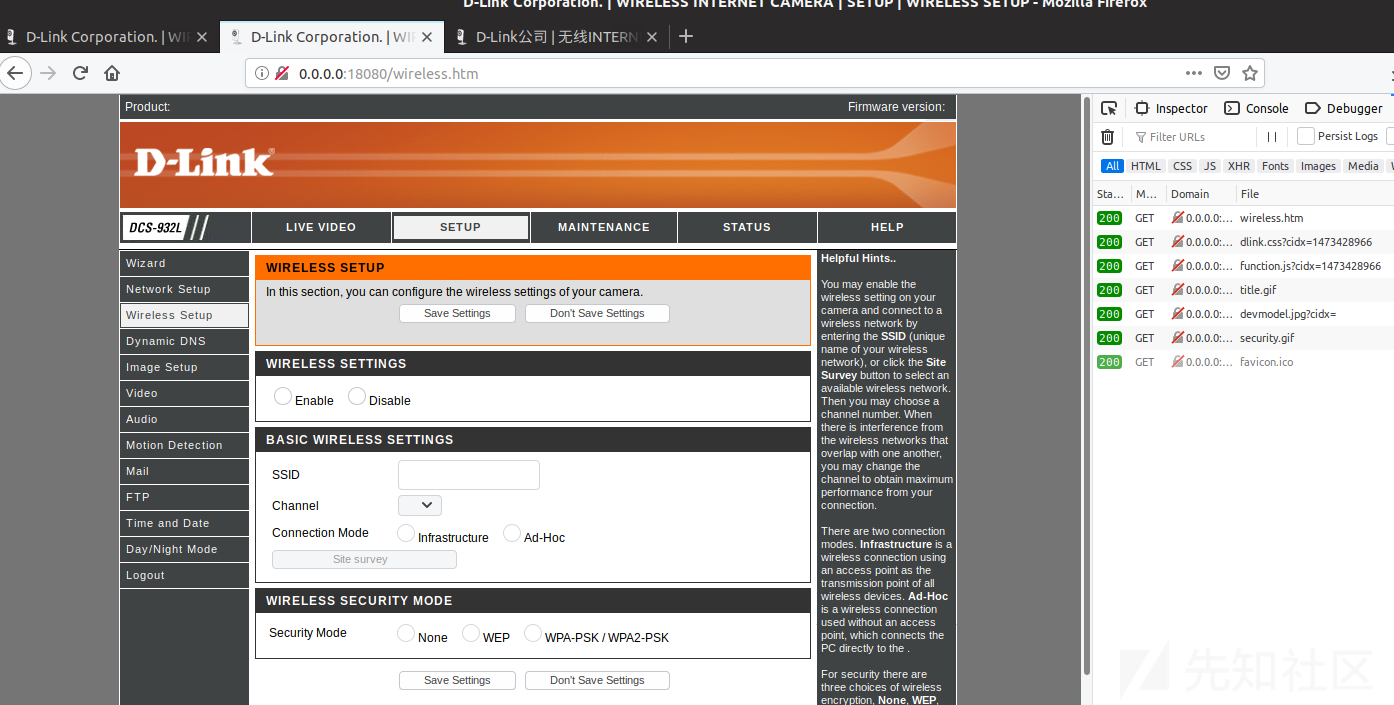 D-Link Corporation. | WIRELESS INTERNET CAMERA | SETUP | WIRELESS SETUP - Mozilla Firefox
D-Link Corporation. | WI
D-Link Corporation. | WI
D-Link公司 | 无线INTERN
0.0.0.0:18080/wireless.htm
Product:
Firmware version:
D-Link®
DCS-932L
LIVE VIDEO
SETUP
MAINTENANCE
STATUS
HELP
Wizard
Network Setup
Wireless Setup
Dynamic DNS
Image Setup
Video
Audio
Motion Detection
Mail
FTP
Time and Date
Day/Night Mode
Logout
WIRELESS SETUP
In this section, you can configure the wireless settings of your camera.
Save Settings
Don't Save Settings
WIRELESS SETTINGS
Enable
Disable
BASIC WIRELESS SETTINGS
SSID
Channel
Connection Mode
Infrastructure
Ad-Hoc
Site survey
WIRELESS SECURITY MODE
Security Mode
None
WEP
WPA-PSK / WPA2-PSK
Save Settings
Don't Save Settings
Helpful Hints..
You may enable the
wireless setting on your
camera and connect to a
wireless network by
entering the SSID (unique
name of your wireless
network), or click the Site
Survey button to select an
available wireless network.
Then you may choose a
channel number. When
there is interference from
the wireless networks that
overlap with one another,
you may change the
channel to obtain maximum
performance from your
connection.
There are two connection
modes. Infrastructure is a
wireless connection using
an access point as the
transmission point of all
wireless devices. Ad-Hoc
is a wireless connection
used without an access
point, which connects the
PC directly to the .
For security there are
three choices of wireless
encryption, None, WEP,
Inspector
Console
Debugger
Filter URLs
Persist Logs
All
HTML
CSS
JS
XHR
Fonts
Images
Media
Sta...
M...
Domain
File
200 GET 0.0.0.0:... wireless.htm
200 GET 0.0.0.0:... dlink.css?cidx=1473428966
200 GET 0.0.0.0:... function.js?cidx=1473428966
200 GET 0.0.0.0:... title.gif
200 GET 0.0.0.0:... devmodel.jpg?cidx=
200 GET 0.0.0.0:... security.gif
200 GET 0.0.0.0:... favicon.ico
先知社区